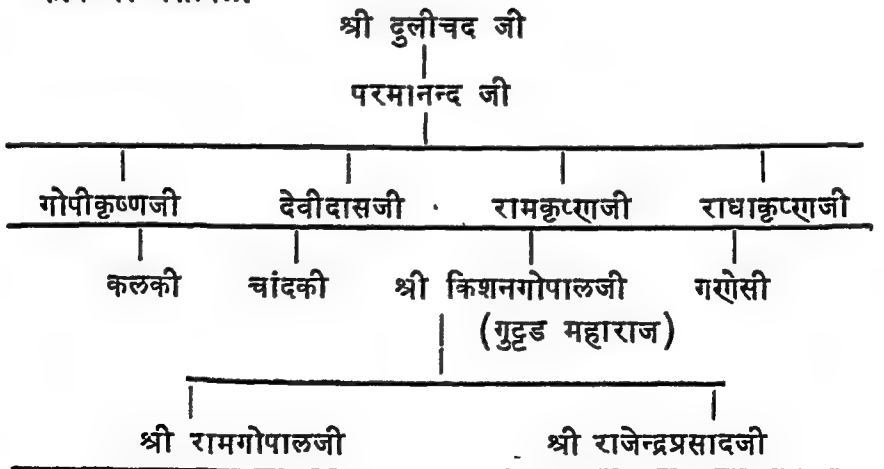 श्री दुलीचद जी
परमानन्द जी
गोपीकृष्णजी देवीदासजी रामकृष्णजी राधाकृष्णजी
कलकी चांदकी श्री किशनगोपालजी गणेसी
(गुट्टड महाराज)
श्री रामगोपालजी श्री राजेन्द्रप्रसादजी